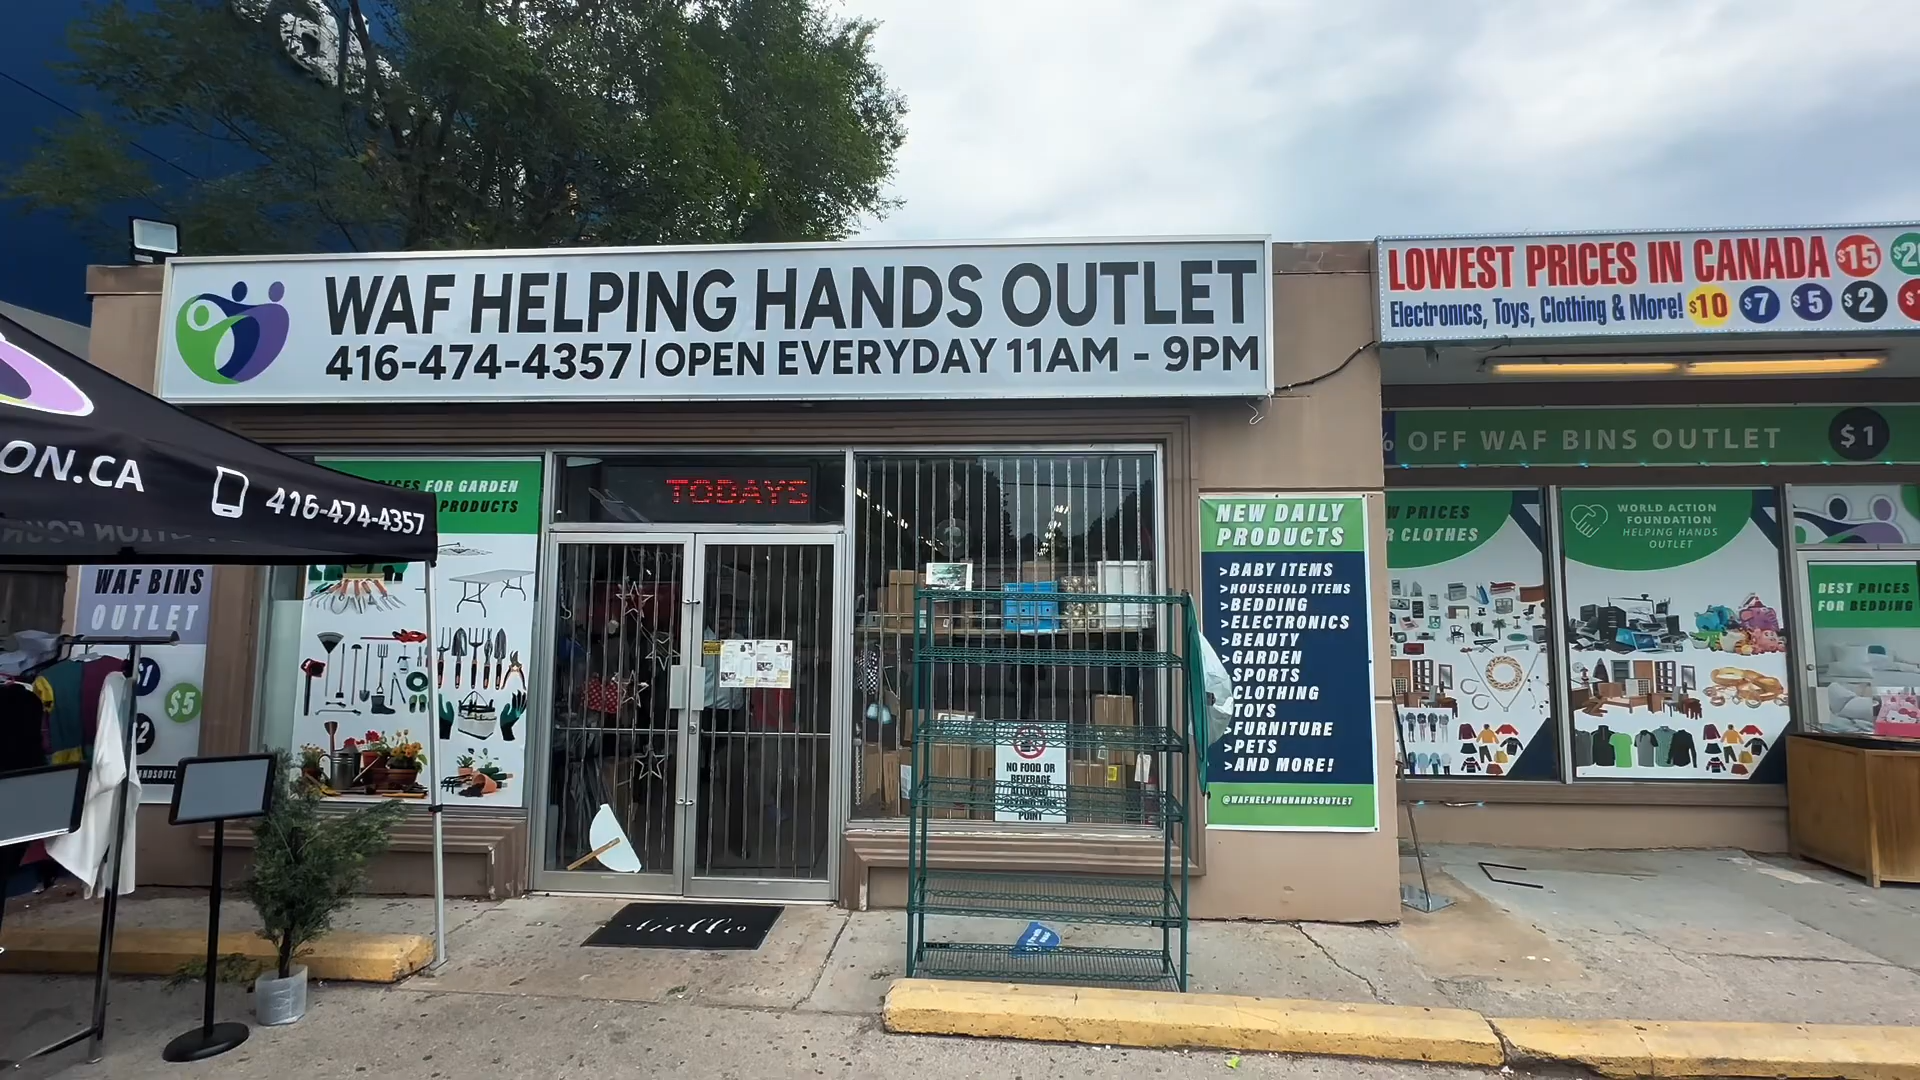 WAF HELPING HANDS OUTLET
416-474-4357 | OPEN EVERYDAY 11AM - 9PM
LOWEST PRICES IN CANADA $15
Electronics, Toys, Clothing & More! $10 $7 $5 $2
% OFF WAF BINS OUTLET $1
ON.CA
416-474-4357
FOR GARDEN
PRODUCTS
TODAYS
WAF BINS
OUTLET
$1
$5
NEW DAILY
PRODUCTS
>BABY ITEMS
>HOUSEHOLD ITEMS
>BEDDING
>ELECTRONICS
>BEAUTY
>GARDEN
>SPORTS
>CLOTHING
>TOYS
>FURNITURE
>PETS
>AND MORE!
@WAFHELPINGHANDSOUTLET
PRICES
CLOTHES
WORLD ACTION
FOUNDATION
HELPING HANDS
OUTLET
BEST PRICES
FOR BEDDING
NO FOOD OR
BEVERAGE
ALLOWED
POINT
hello